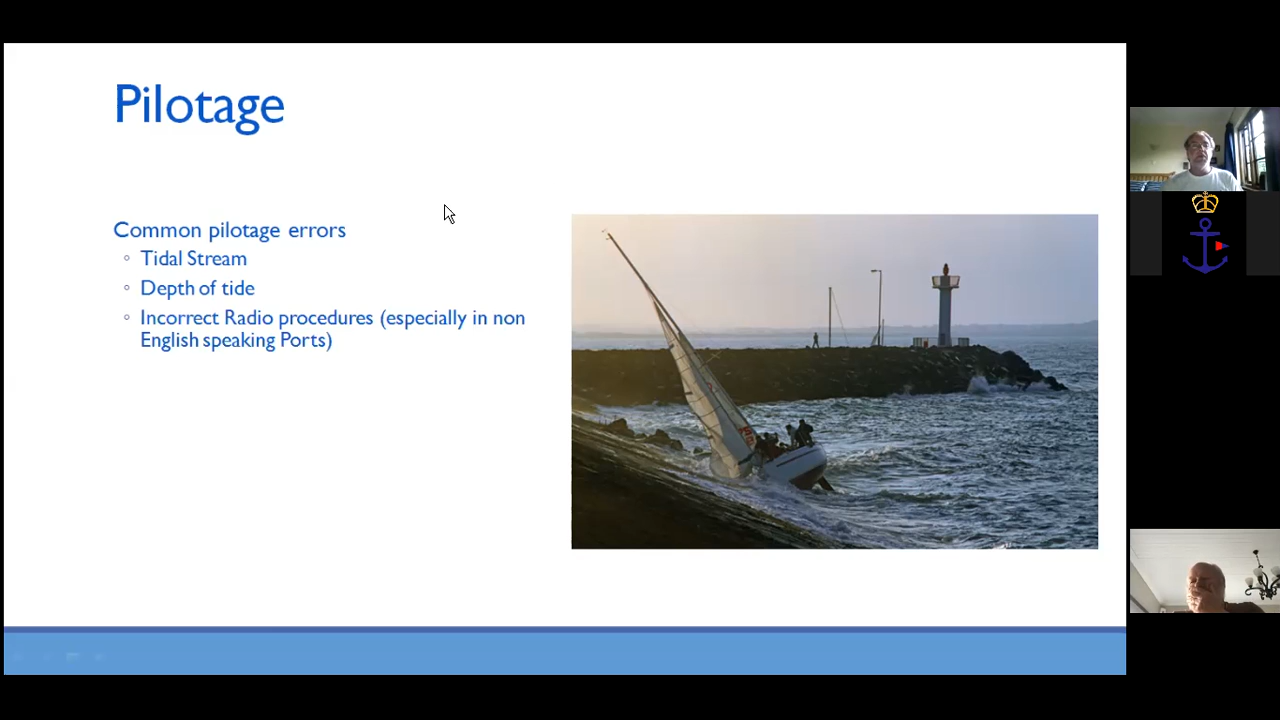 Pilotage
Common pilotage errors
Tidal Stream
Depth of tide
Incorrect Radio procedures (especially in non
English speaking Ports)